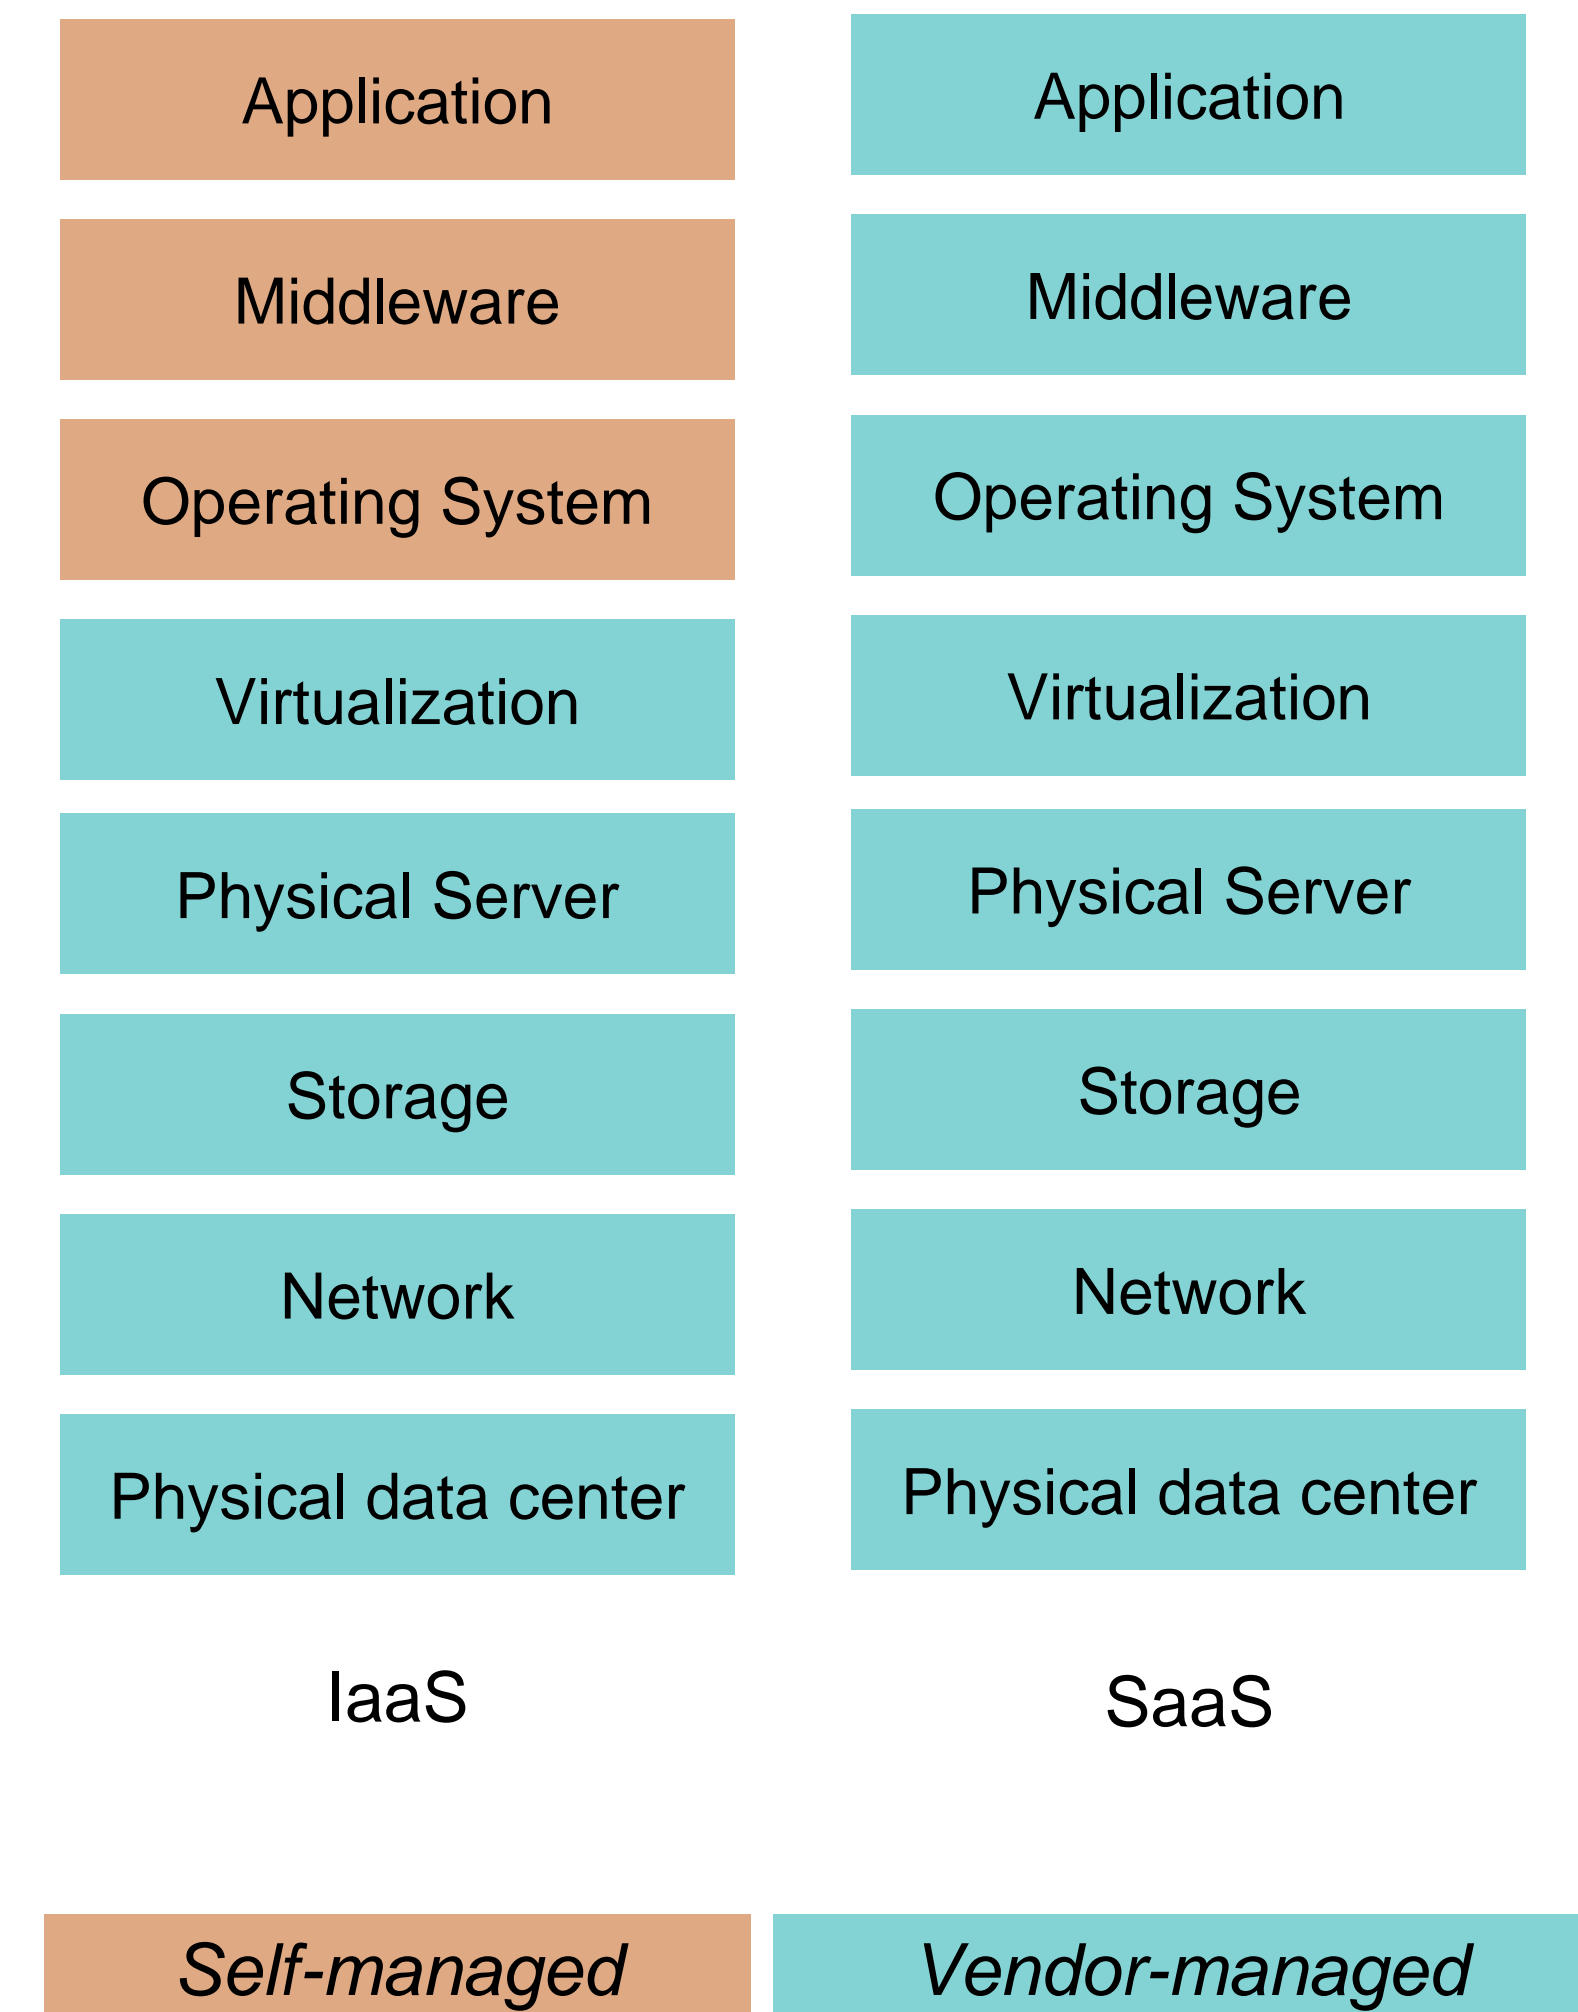 Application
Middleware
Operating System
Virtualization
Physical Server
Storage
Network
Physical data center
IaaS
Application
Middleware
Operating System
Virtualization
Physical Server
Storage
Network
Physical data center
SaaS
Self-managed
Vendor-managed